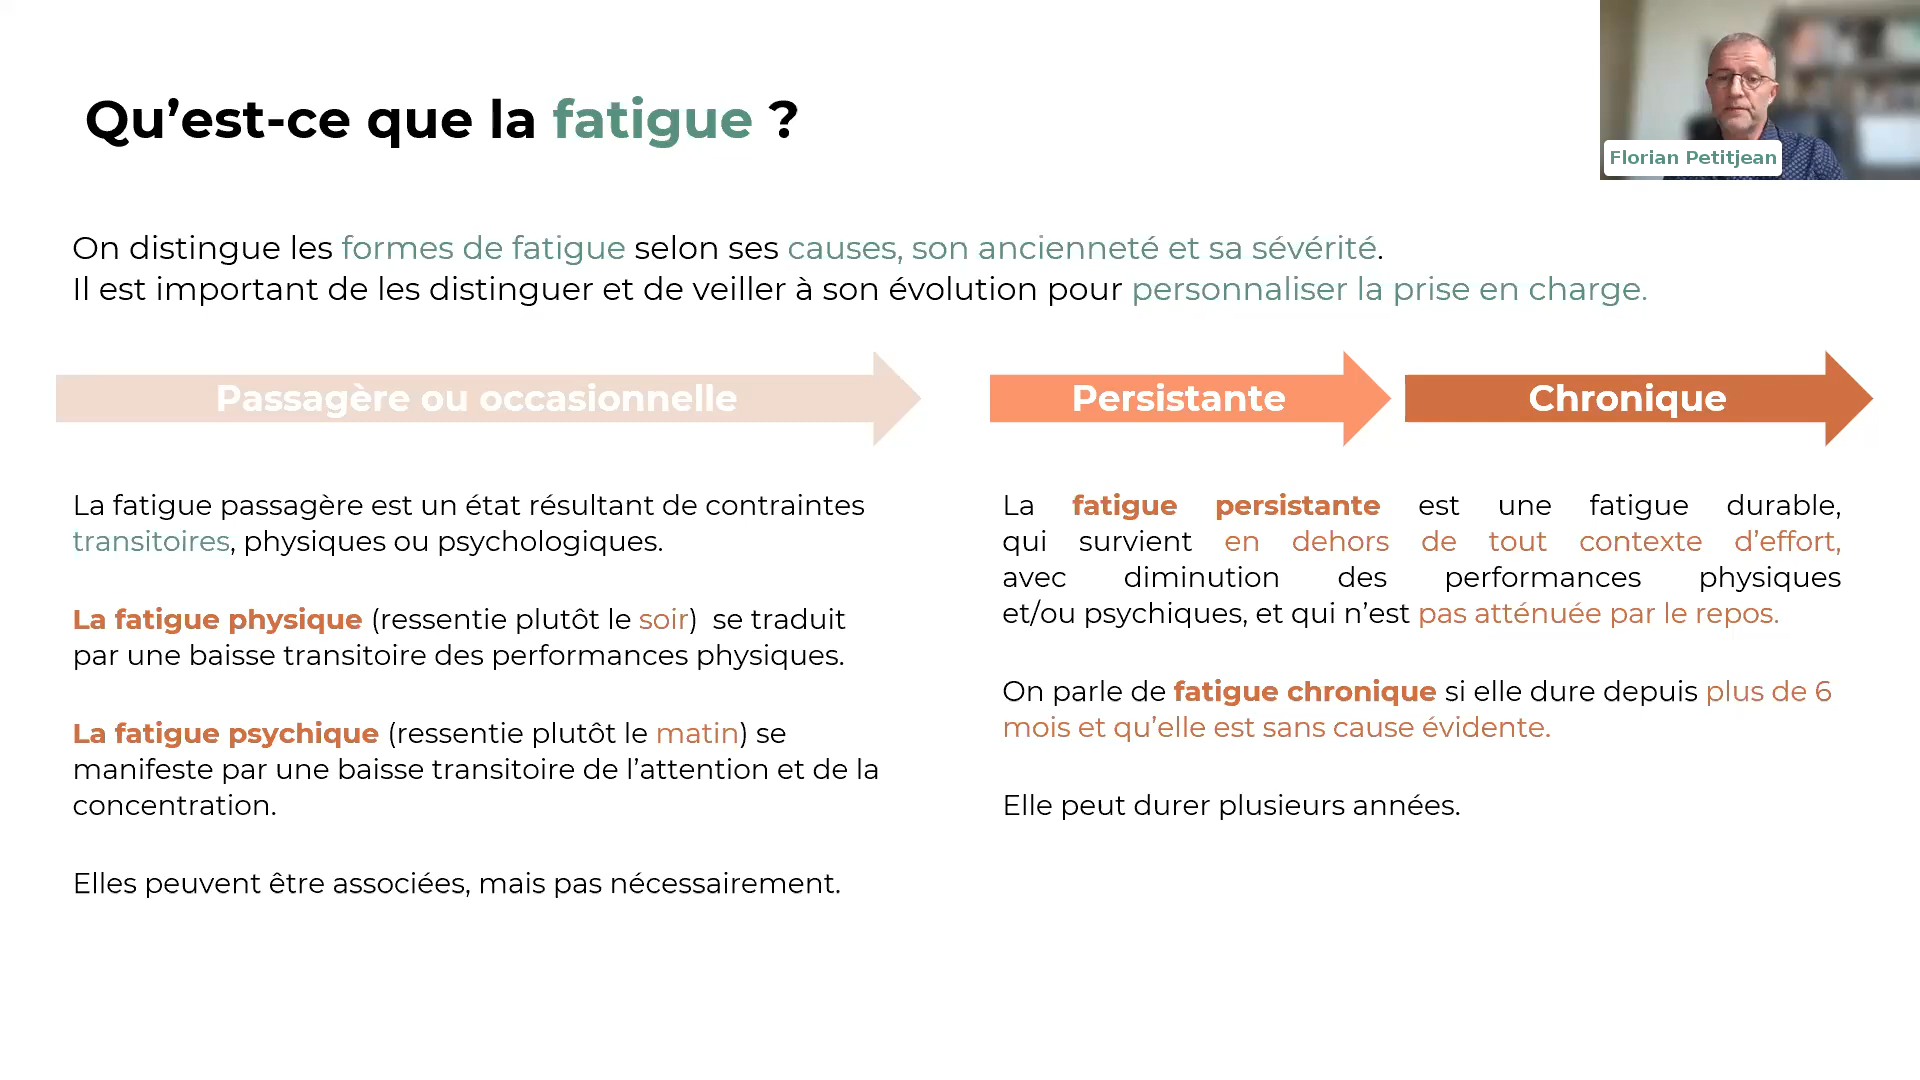 Qu’est-ce que la fatigue ?
Florian Petitjean
On distingue les formes de fatigue selon ses causes, son ancienneté et sa sévérité.
Il est important de les distinguer et de veiller à son évolution pour personnaliser la prise en charge.
Passagère ou occasionnelle
La fatigue passagère est un état résultant de contraintes
transitoires, physiques ou psychologiques.
La fatigue physique (ressentie plutôt le soir)  se traduit
par une baisse transitoire des performances physiques.
La fatigue psychique (ressentie plutôt le matin) se
manifeste par une baisse transitoire de l’attention et de la
concentration.
Elles peuvent être associées, mais pas nécessairement.
Persistante
Chronique
La fatigue persistante est une fatigue durable,
qui survient en dehors de tout contexte d’effort,
avec diminution des performances physiques
et/ou psychiques, et qui n’est pas atténuée par le repos.
On parle de fatigue chronique si elle dure depuis plus de 6
mois et qu’elle est sans cause évidente.
Elle peut durer plusieurs années.